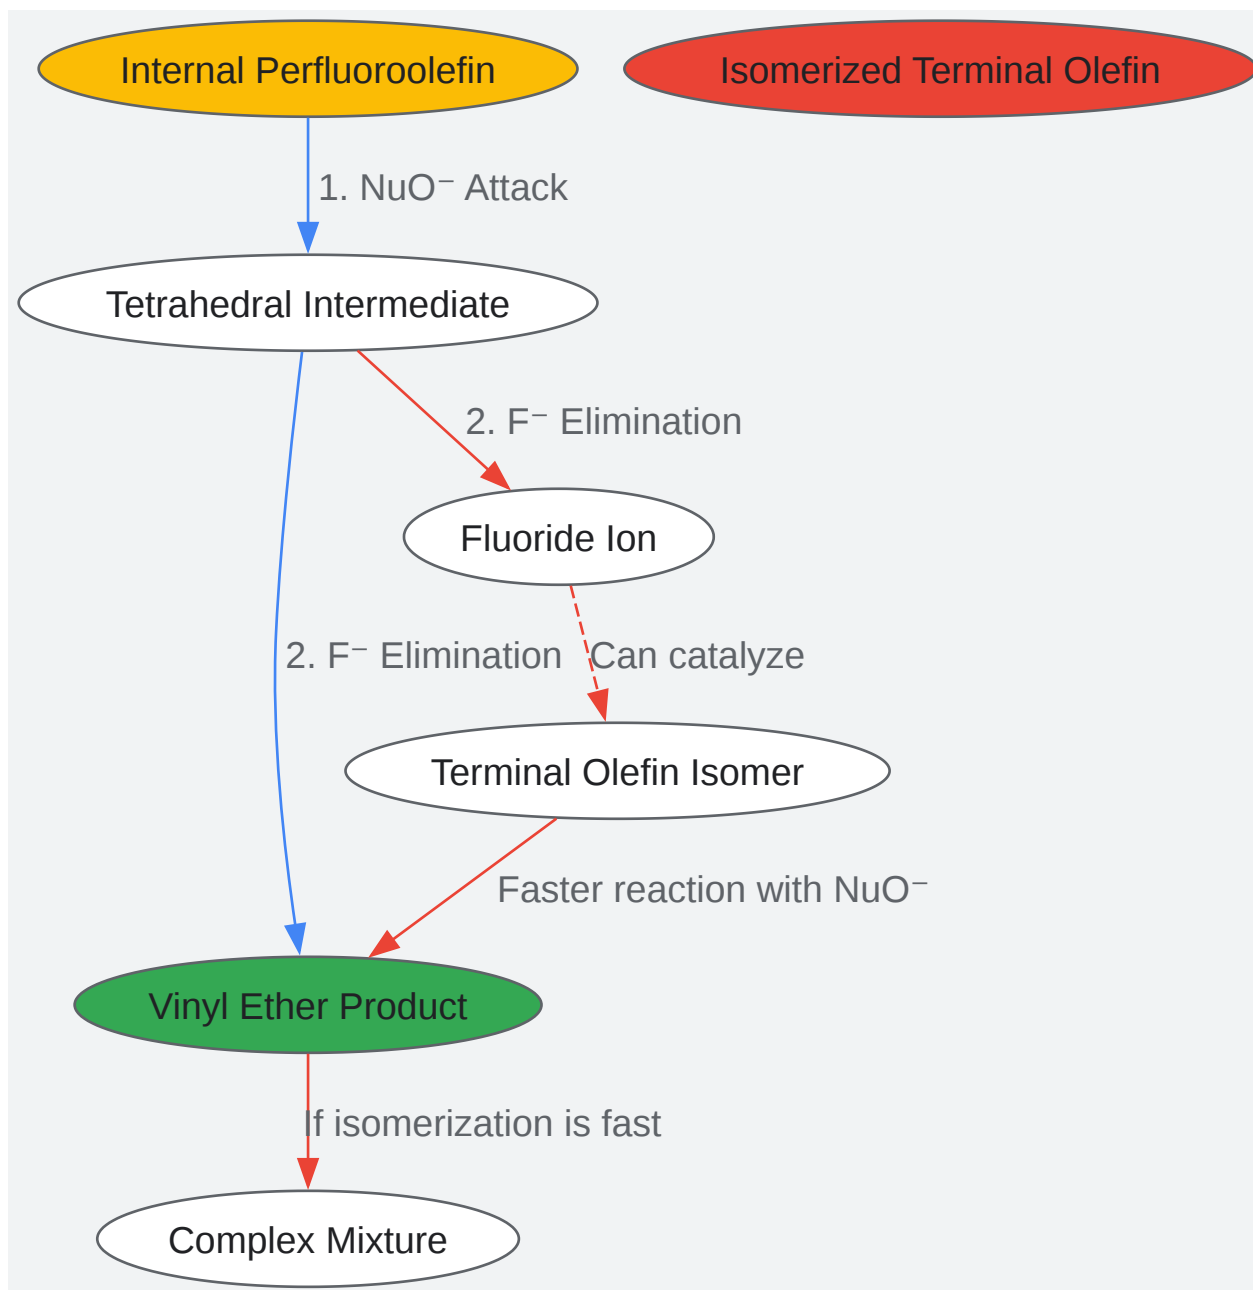 Internal Perfluoroolefin
Isomerized Terminal Olefin
1. NuO⁻ Attack
Tetrahedral Intermediate
2. F⁻ Elimination
Fluoride Ion
2. F⁻ Elimination
Can catalyze
Terminal Olefin Isomer
Faster reaction with NuO⁻
Vinyl Ether Product
If isomerization is fast
Complex Mixture